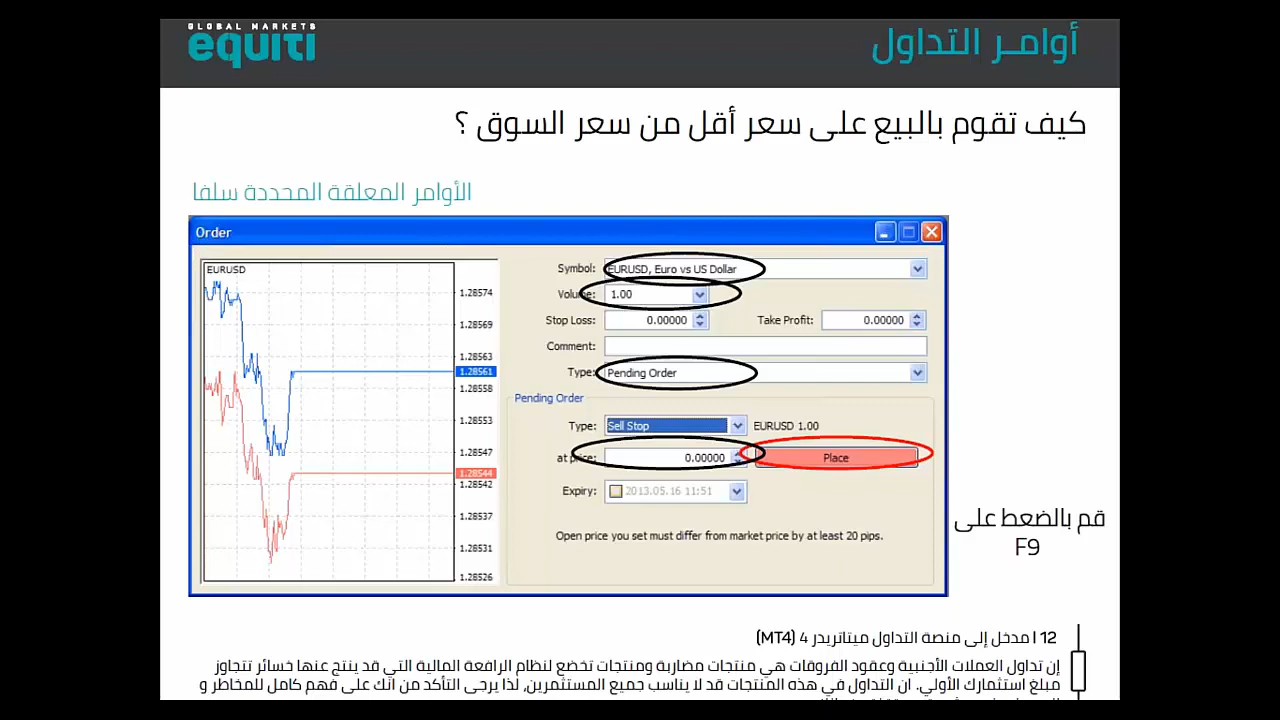 GLOBAL MARKETS
equiti
أوامـر التداول
كيف تقوم بالبيع على سعر أقل من سعر السوق ؟
الأوامر المعلقة المحددة سلفا
Order
EURUSD
1.28574
1.28569
1.28563
1.28561
1.28558
1.28553
1.28547
1.28544
1.28542
1.28537
1.28531
1.28526
Symbol: EURUSD, Euro vs US Dollar
Volume: 1.00
Stop Loss: 0.00000 Take Profit: 0.00000
Comment:
Type: Pending Order
Pending Order
Type: Sell Stop EURUSD 1.00
at price: 0.00000 Place
Expiry: 2013.05.16 11:51
Open price you set must differ from market price by at least 20 pips.
قم بالضغط على
F9
12 | مدخل إلى منصة التداول ميتاتريدر 4 (MT4)
إن تداول العملات الأجنبية وعقود الفروقات هي منتجات مضاربة ومنتجات تخضع لنظام الرافعة المالية التي قد ينتج عنها خسائر تتجاوز
مبلغ استثمارك الأولي. ان التداول في هذه المنتجات قد لا يناسب جميع المستثمرين، لذا يرجى التأكد من انك على فهم كامل للمخاطر و